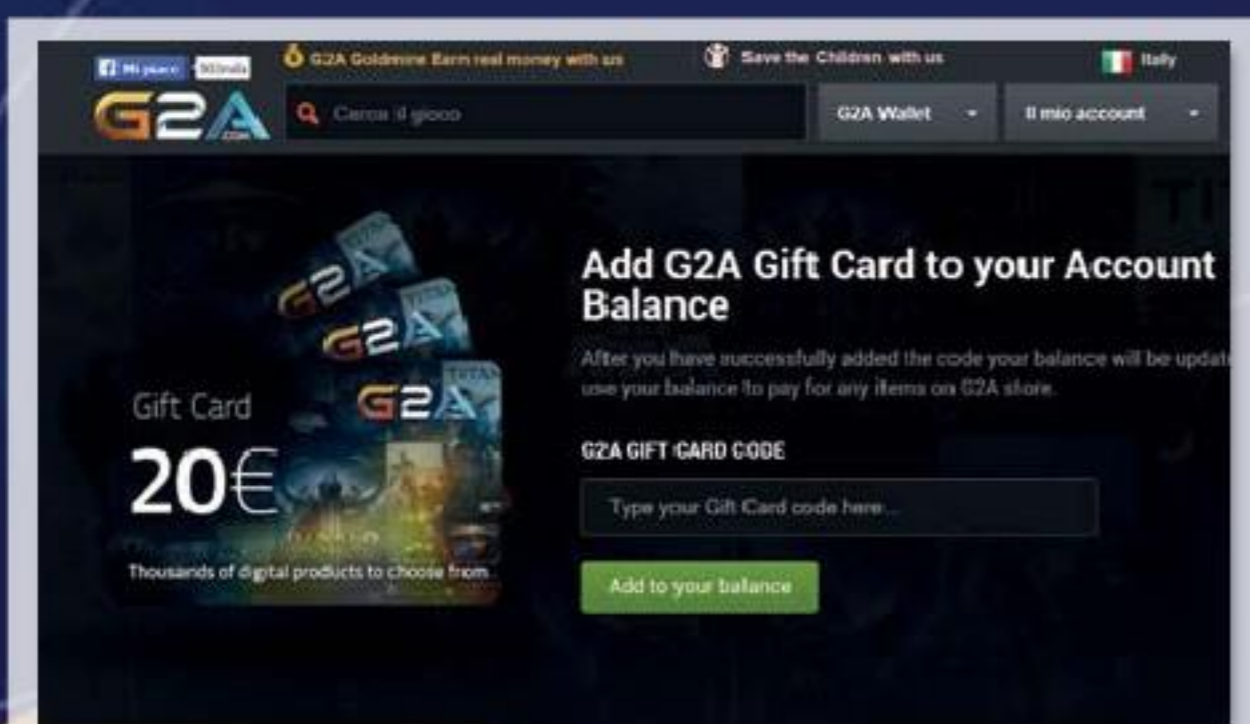 G2A Goldmine Earn real money with us
Save the Children with us
Italy
Mi piace
G2A
.COM
Cerca il gioco
G2A Wallet
Il mio account
Add G2A Gift Card to your Account
Balance
After you have successfully added the code your balance will be updat
use your balance to pay for any items on G2A store.
G2A GIFT CARD CODE
Type your Gift Card code here...
Add to your balance
TITAN
G2A
G2A
TITAN
G2A
Gift Card
20€
Thousands of digital products to choose from